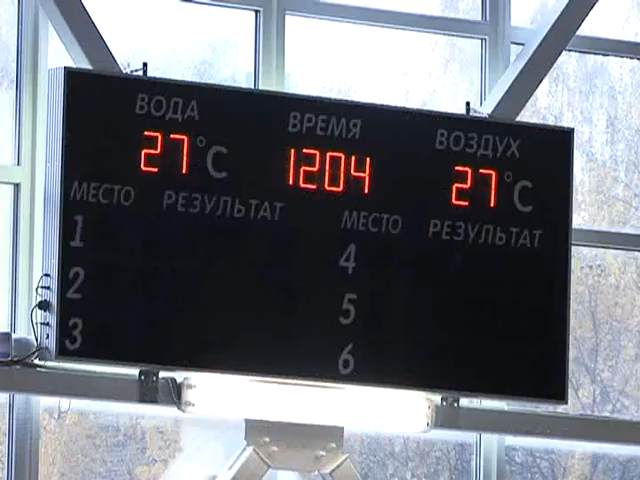 ВОДА ВРЕМЯ ВОЗДУХ
27°C 1204 27°C
МЕСТО РЕЗУЛЬТАТ МЕСТО РЕЗУЛЬТАТ
1 4
2 5
3 6